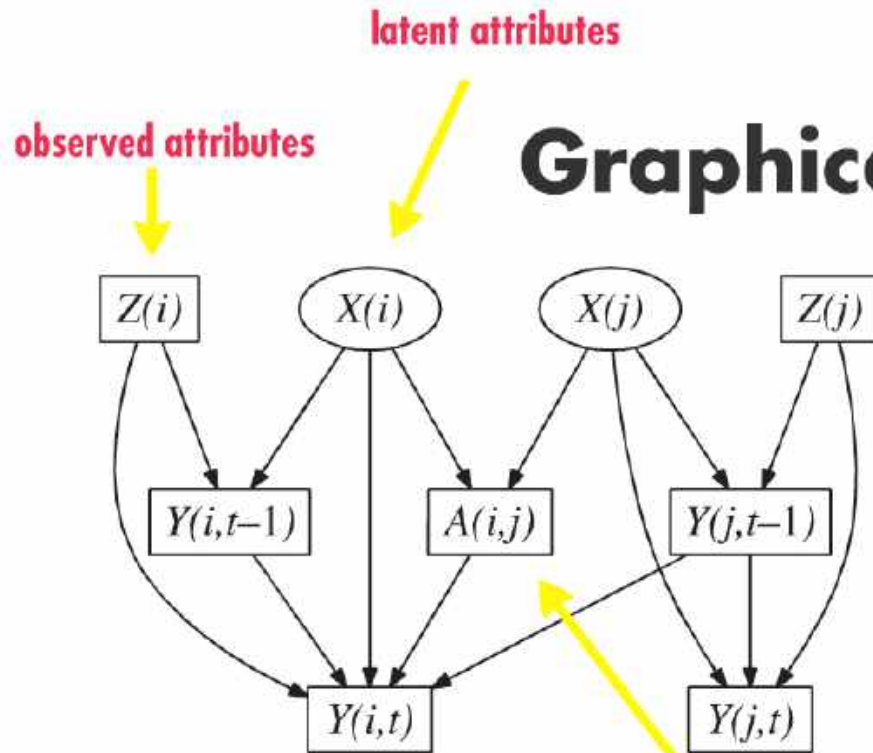 latent attributes
observed attributes
Graphic
Z(i)
X(i)
X(j)
Z(j)
Y(i,t−1)
A(i,j)
Y(j,t−1)
Y(i,t)
Y(j,t)